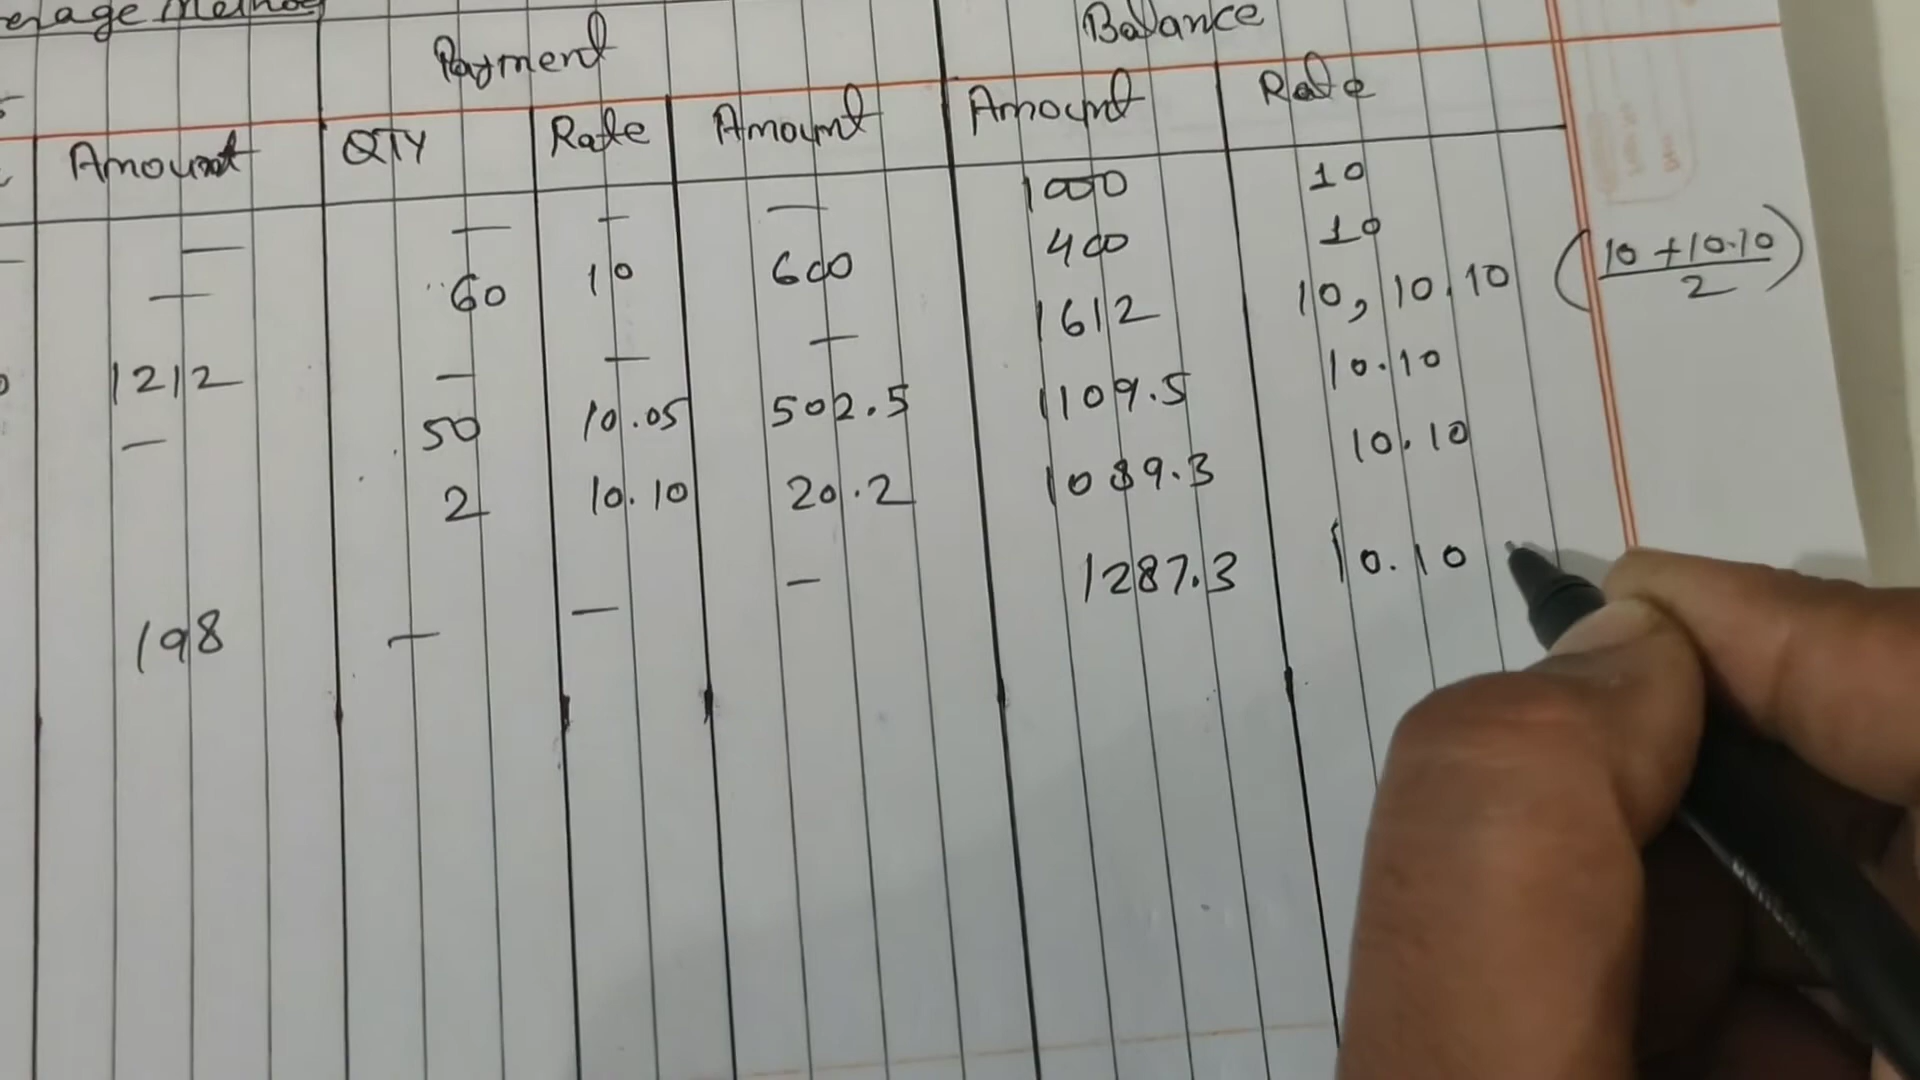 erage Method
Payment Balance
Amount QTY Rate Amount Amount Rate
— — — — 1000 10
— 60 10 600 400 10
1212 — — — 1612 10, 10.10 (10 + 10.10 / 2)
— 50 10.05 502.5 1109.5 10.10
2 10.10 20.2 1089.3 10.10
198 — — — 1287.3 10.10